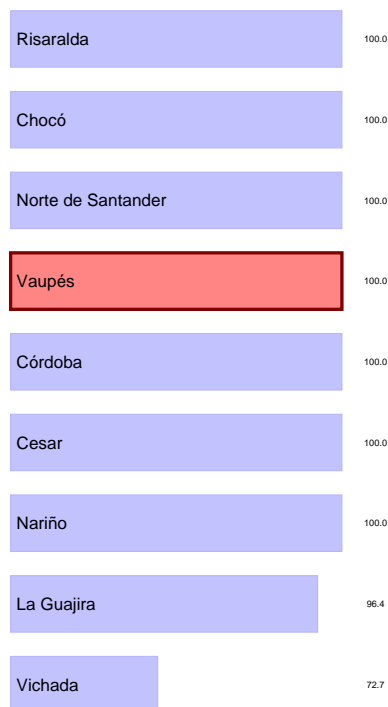 Risaralda 100.0
Chocó 100.0
Norte de Santander 100.0
Vaupés 100.0
Córdoba 100.0
Cesar 100.0
Nariño 100.0
La Guajira 96.4
Vichada 72.7